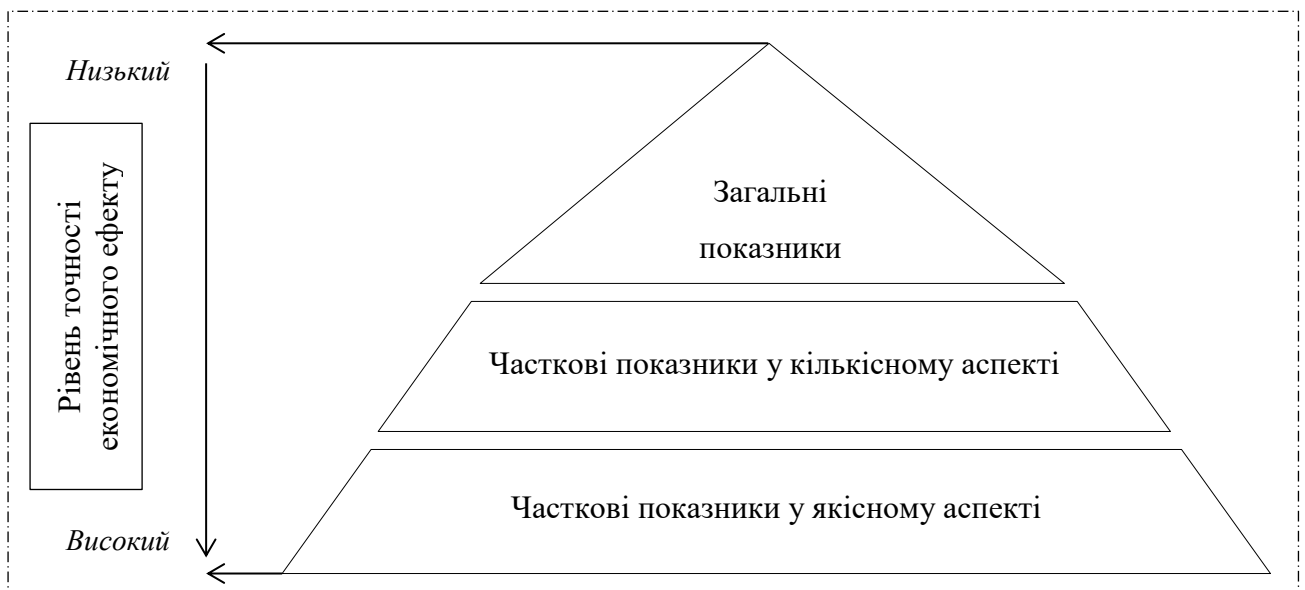 Низький
Рівень точності
економічного ефекту
Загальні
показники
Часткові показники у кількісному аспекті
Часткові показники у якісному аспекті
Високий